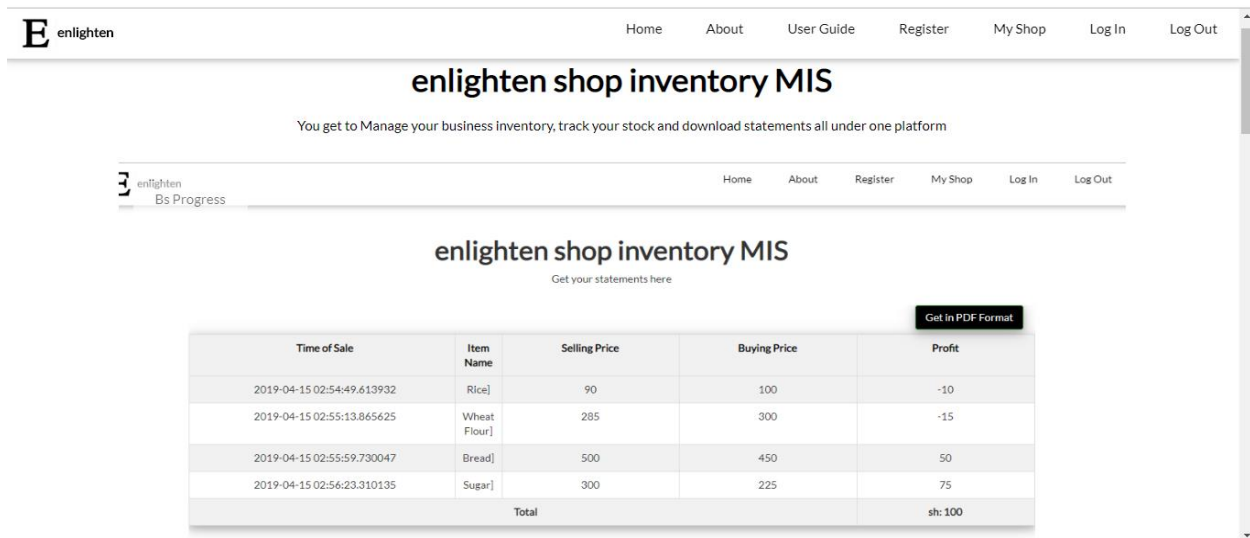 E enlighten Home About User Guide Register My Shop Log In Log Out
enlighten shop inventory MIS
You get to Manage your business inventory, track your stock and download statements all under one platform
E enlighten Home About Register My Shop Log In Log Out
Bs Progress
enlighten shop inventory MIS
Get your statements here
Get in PDF Format
Time of Sale Item Name Selling Price Buying Price Profit
2019-04-15 02:54:49.613932 RIce] 90 100 -10
2019-04-15 02:55:13.865625 Wheat Flour] 285 300 -15
2019-04-15 02:55:59.730047 Bread] 500 450 50
2019-04-15 02:56:23.310135 Sugar] 300 225 75
Total sh: 100